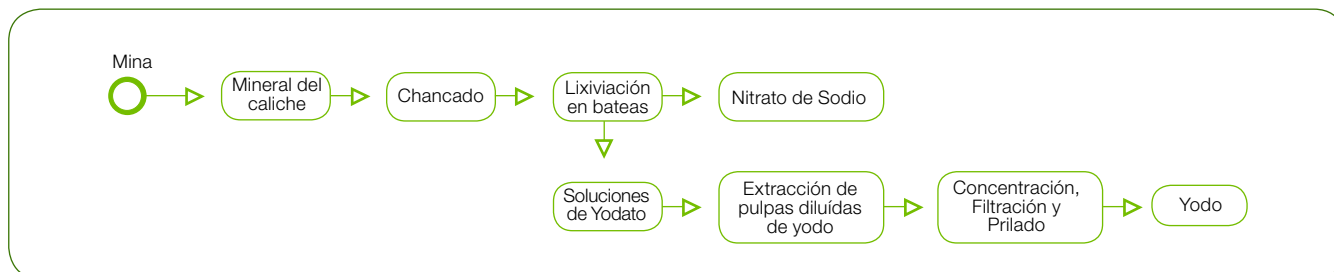 Mina
Mineral del
caliche
Chancado
Lixiviación
en bateas
Nitrato de Sodio
Soluciones
de Yodato
Extracción de
pulpas diluídas
de yodo
Concentración,
Filtración y
Prilado
Yodo